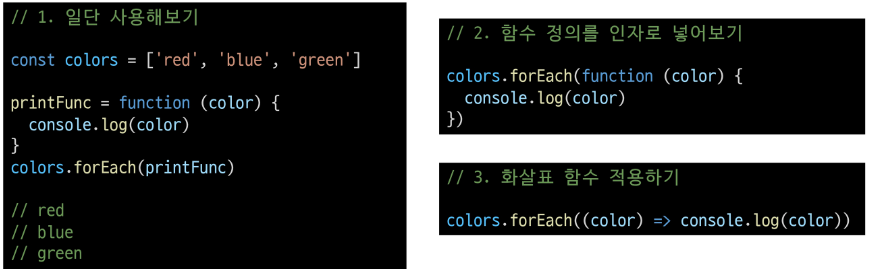 // 1. 일단 사용해보기
const colors = ['red', 'blue', 'green']
printFunc = function (color) {
  console.log(color)
}
colors.forEach(printFunc)
// red
// blue
// green
// 2. 함수 정의를 인자로 넣어보기
colors.forEach(function (color) {
  console.log(color)
})
// 3. 화살표 함수 적용하기
colors.forEach((color) => console.log(color))